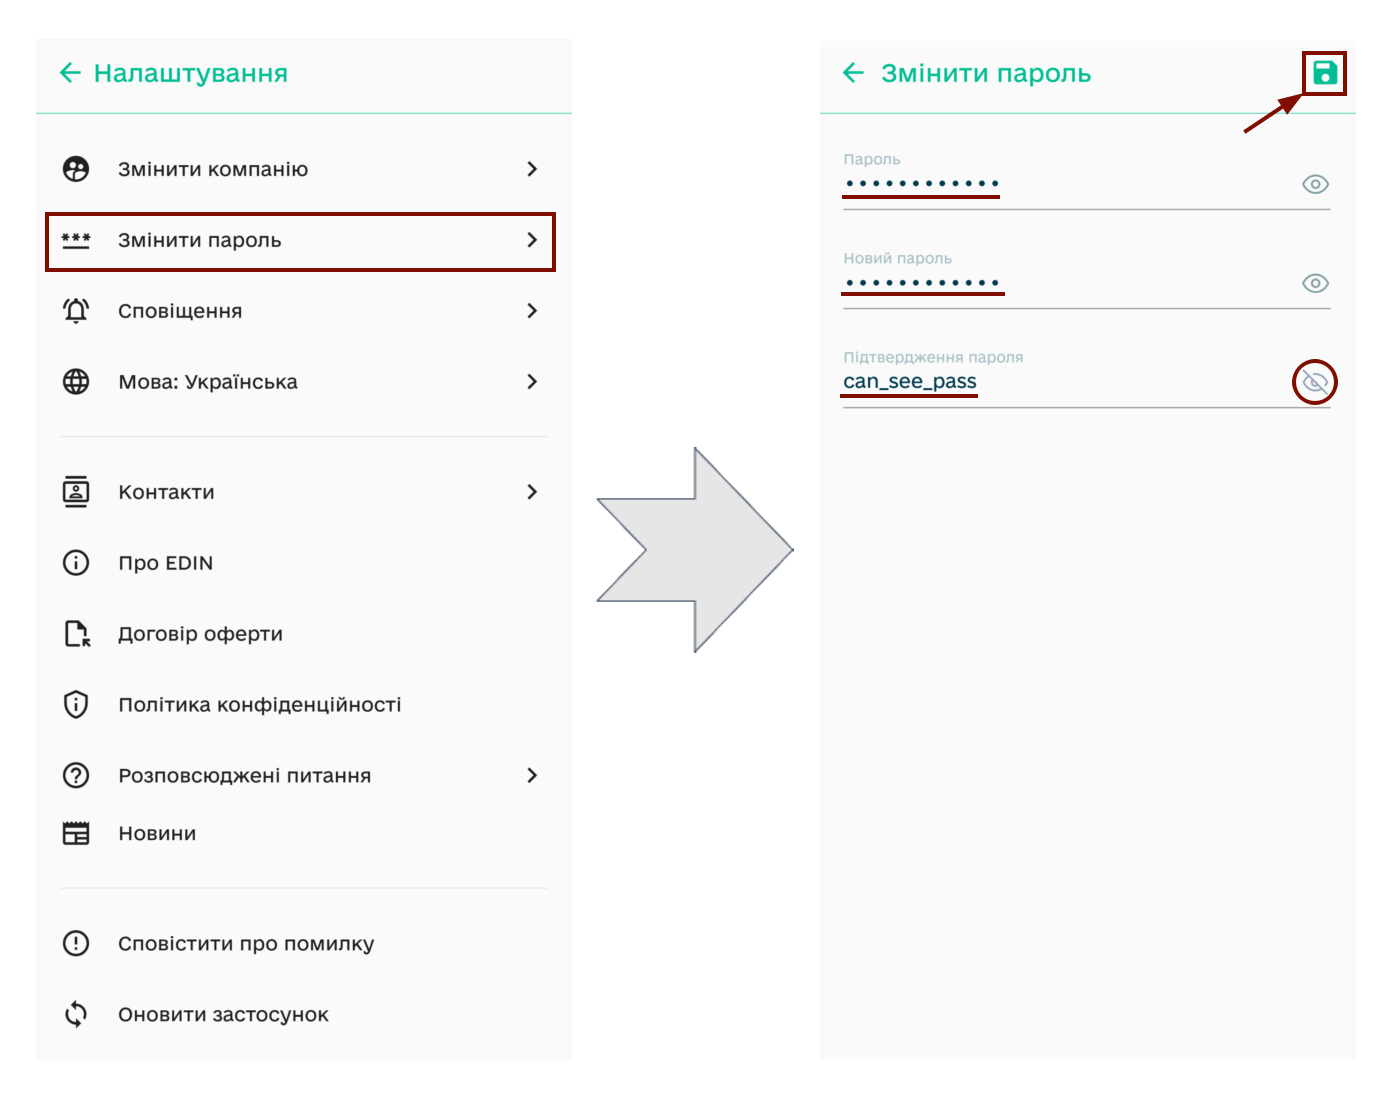 Налаштування
Змінити компанію
Змінити пароль
Сповіщення
Мова: Українська
Контакти
Про EDIN
Договір оферти
Політика конфіденційності
Розповсюджені питання
Новини
Сповістити про помилку
Оновити застосунок
Змінити пароль
Пароль
••••••••••••
Новий пароль
••••••••••••
Підтвердження пароля
can_see_pass